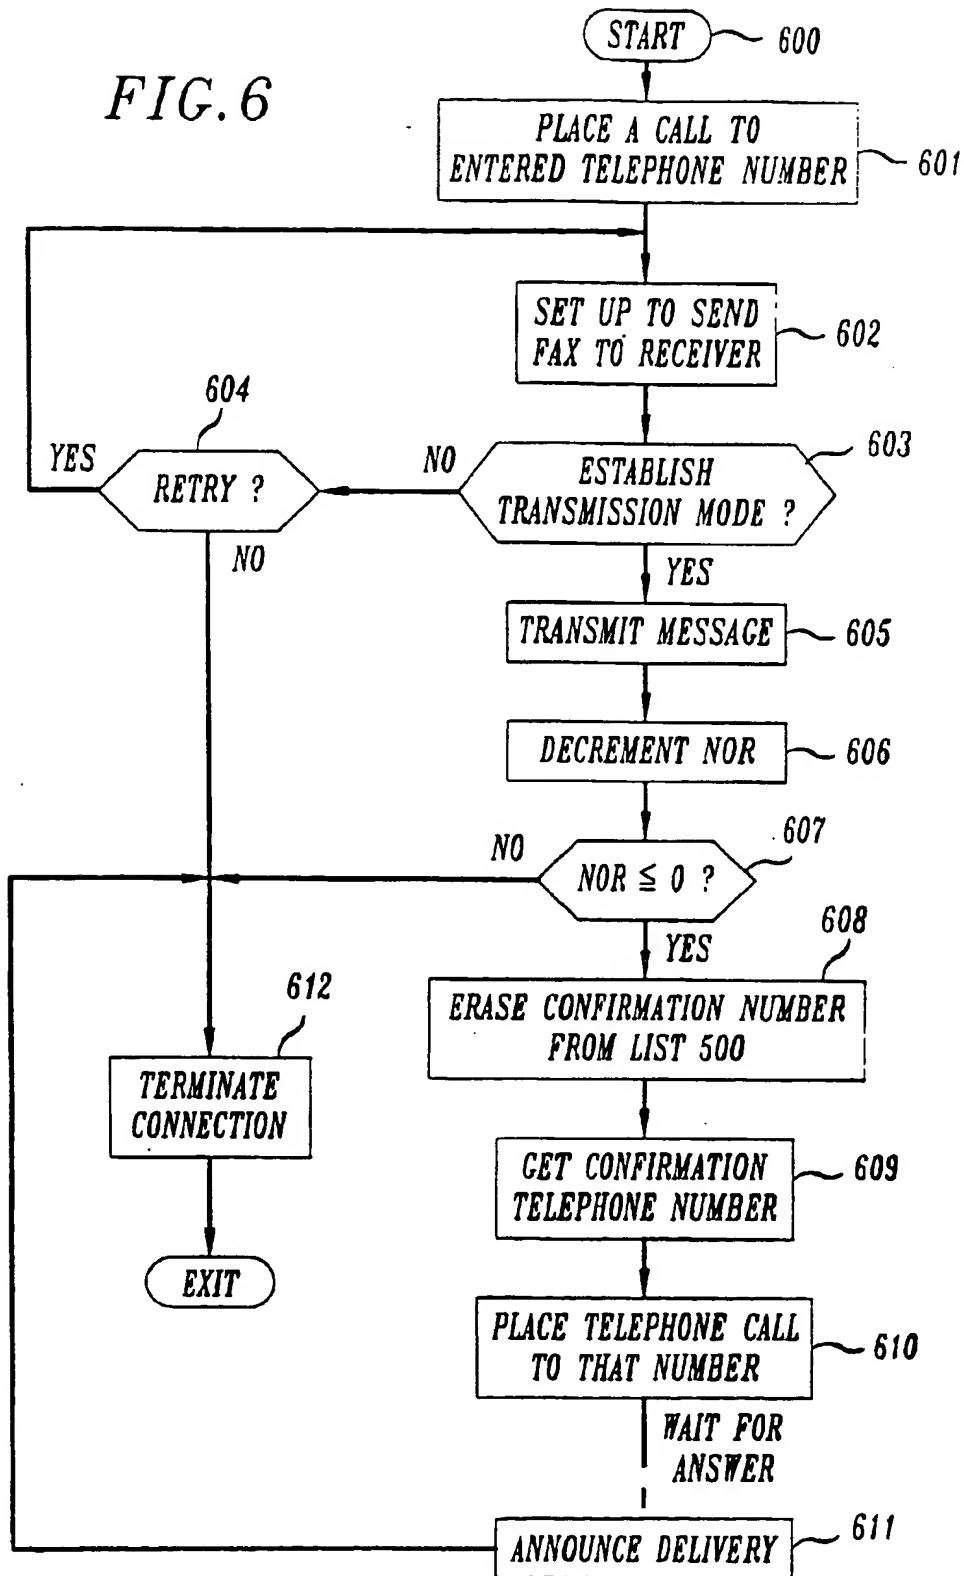 FIG. 6
START
600
PLACE A CALL TO
ENTERED TELEPHONE NUMBER
601
SET UP TO SEND
FAX TO RECEIVER
602
604
603
YES
RETRY ?
NO
ESTABLISH
TRANSMISSION MODE ?
NO
YES
TRANSMIT MESSAGE
605
DECREMENT NOR
606
NO
NOR ≦ 0 ?
607
YES
608
ERASE CONFIRMATION NUMBER
FROM LIST 500
612
TERMINATE
CONNECTION
GET CONFIRMATION
TELEPHONE NUMBER
609
EXIT
PLACE TELEPHONE CALL
TO THAT NUMBER
610
WAIT FOR
ANSWER
ANNOUNCE DELIVERY
611